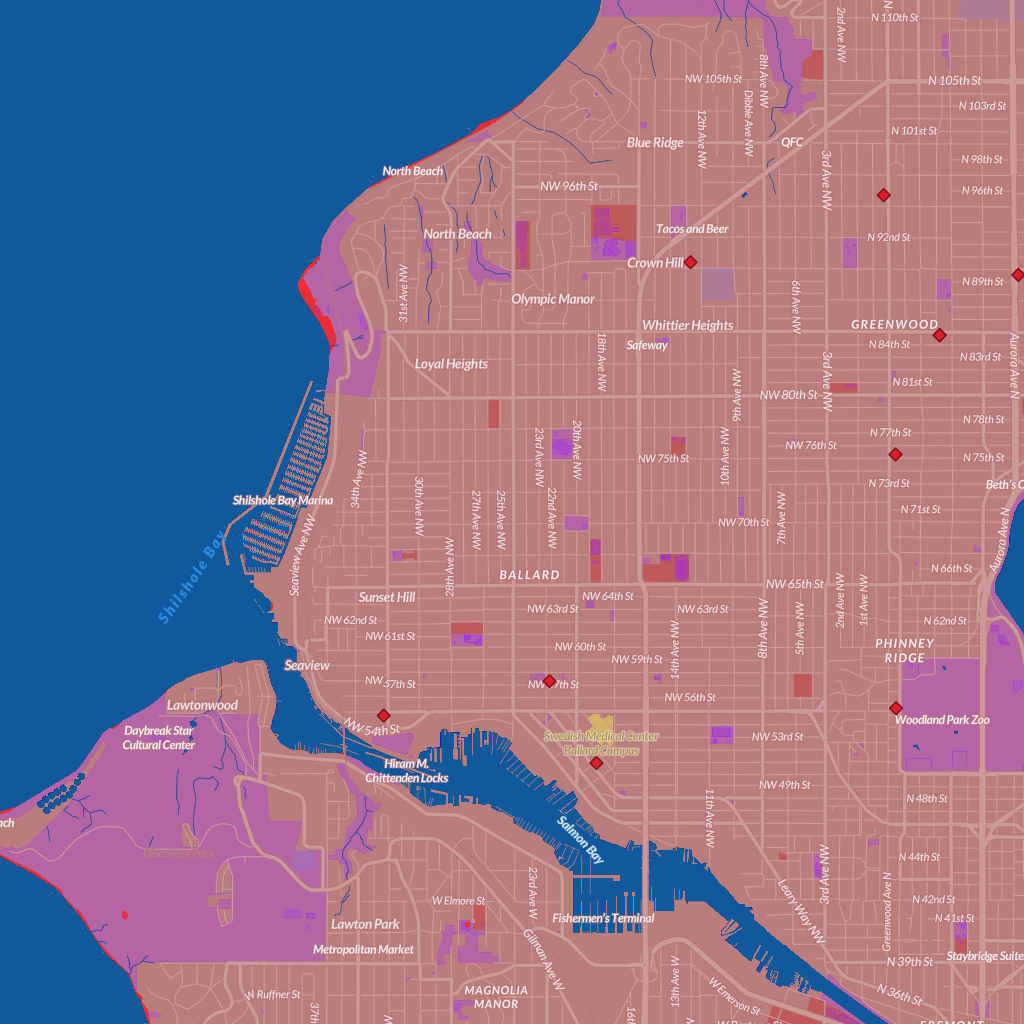 N 110th St
2nd Ave NW
8th Ave NW
NW 105th St
N 105th St
Dibble Ave NW
N 103rd St
12th Ave NW
N 101st St
Blue Ridge
QFC
N 98th St
3rd Ave NW
North Beach
NW 96th St
N 96th St
Tacos and Beer
North Beach
N 92nd St
Crown Hill
31st Ave NW
N 89th St
6th Ave NW
Olympic Manor
Whittier Heights
GREENWOOD
Safeway
N 84th St
18th Ave NW
N 83rd St
Aurora Ave N
Loyal Heights
3rd Ave NW
N 81st St
9th Ave NW
NW 80th St
N 78th St
N 77th St
23rd Ave NW
20th Ave NW
NW 76th St
10th Ave NW
NW 75th St
N 75th St
34th Ave NW
N 73rd St
Beth's C
Shilshole Bay Marina
30th Ave NW
27th Ave NW
25th Ave NW
22nd Ave NW
7th Ave NW
N 71st St
NW 70th St
Aurora Ave N
Seaview Ave NW
28th Ave NW
Shilshole Bay
BALLARD
N 66th St
NW 65th St
Sunset Hill
NW 64th St
2nd Ave NW
1st Ave NW
NW 63rd St
NW 63rd St
8th Ave NW
5th Ave NW
NW 62nd St
N 62nd St
NW 61st St
NW 60th St
PHINNEY
RIDGE
14th Ave NW
NW 59th St
Seaview
NW 57th St
NW 57th St
NW 56th St
Lawtonwood
Woodland Park Zoo
NW 54th St
Daybreak Star
Cultural Center
Swedish Medical Center
Ballard Campus
NW 53rd St
Hiram M.
Chittenden Locks
NW 49th St
N 48th St
11th Ave NW
ach
Salmon Bay
Discovery Park
N 44th St
3rd Ave NW
23rd Ave W
W Elmore St
N 42nd St
Leary Way NW
Greenwood Ave N
Fishermen's Terminal
N 41st St
Lawton Park
Metropolitan Market
Gilman Ave W
Staybridge Suite
N 39th St
13th Ave W
MAGNOLIA
MANOR
W Ruffner St
W Emerson St
N 36th St
37th
W
16th
FREMONT